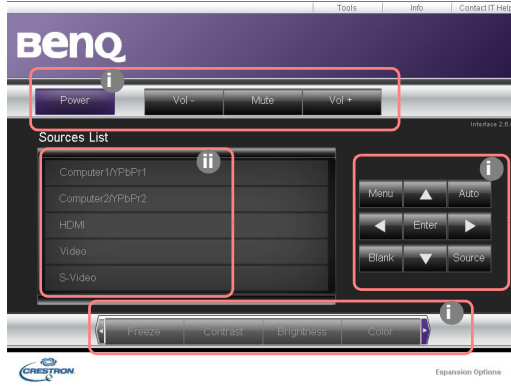 Tools Info Contact IT Help
BenQ
i
Power Vol - Mute Vol +
Interface 2.6
Sources List
ii
i
Computer1/YPbPr1
Computer2/YPbPr2
HDMI
Video
S-Video
Menu Auto
Enter
Blank Source
i
Freeze Contrast Brightness Color
CRESTRON
Expansion Options